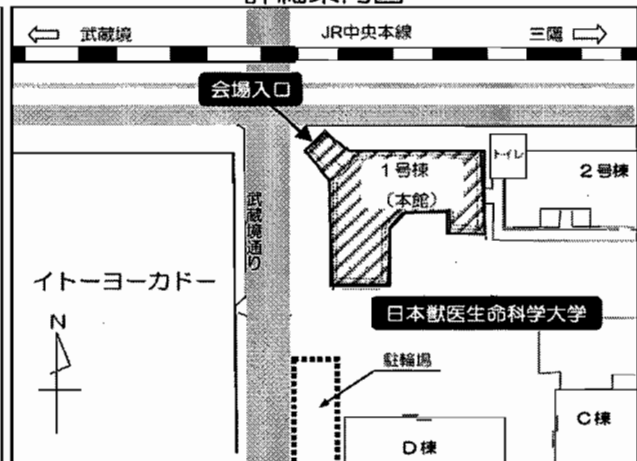 武蔵境
JR中央本線
三鷹
会場入口
トイレ
1号棟
(本館)
2号棟
武蔵境通り
イトーヨーカドー
N
日本獣医生命科学大学
駐輪場
C棟
D棟